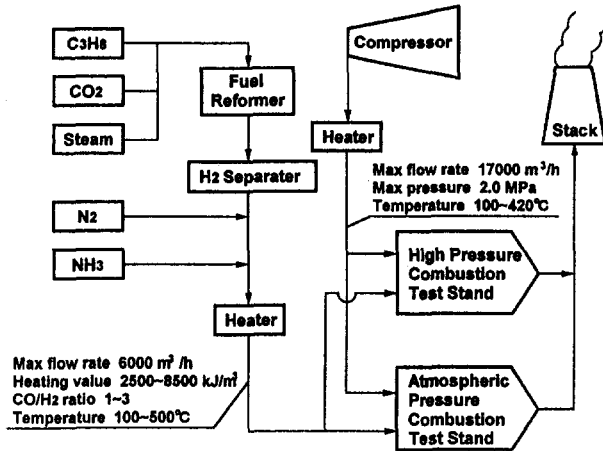 C3H8
CO2
Steam
Fuel
Reformer
H2 Separater
N2
NH3
Heater
Max flow rate 6000 m³/h
Heating value 2500~8500 kJ/m³
CO/H2 ratio 1~3
Temperature 100~500℃
Compressor
Heater
Max flow rate 17000 m³/h
Max pressure 2.0 MPa
Temperature 100~420℃
High Pressure
Combustion
Test Stand
Atmospheric
Pressure
Combustion
Test Stand
Stack